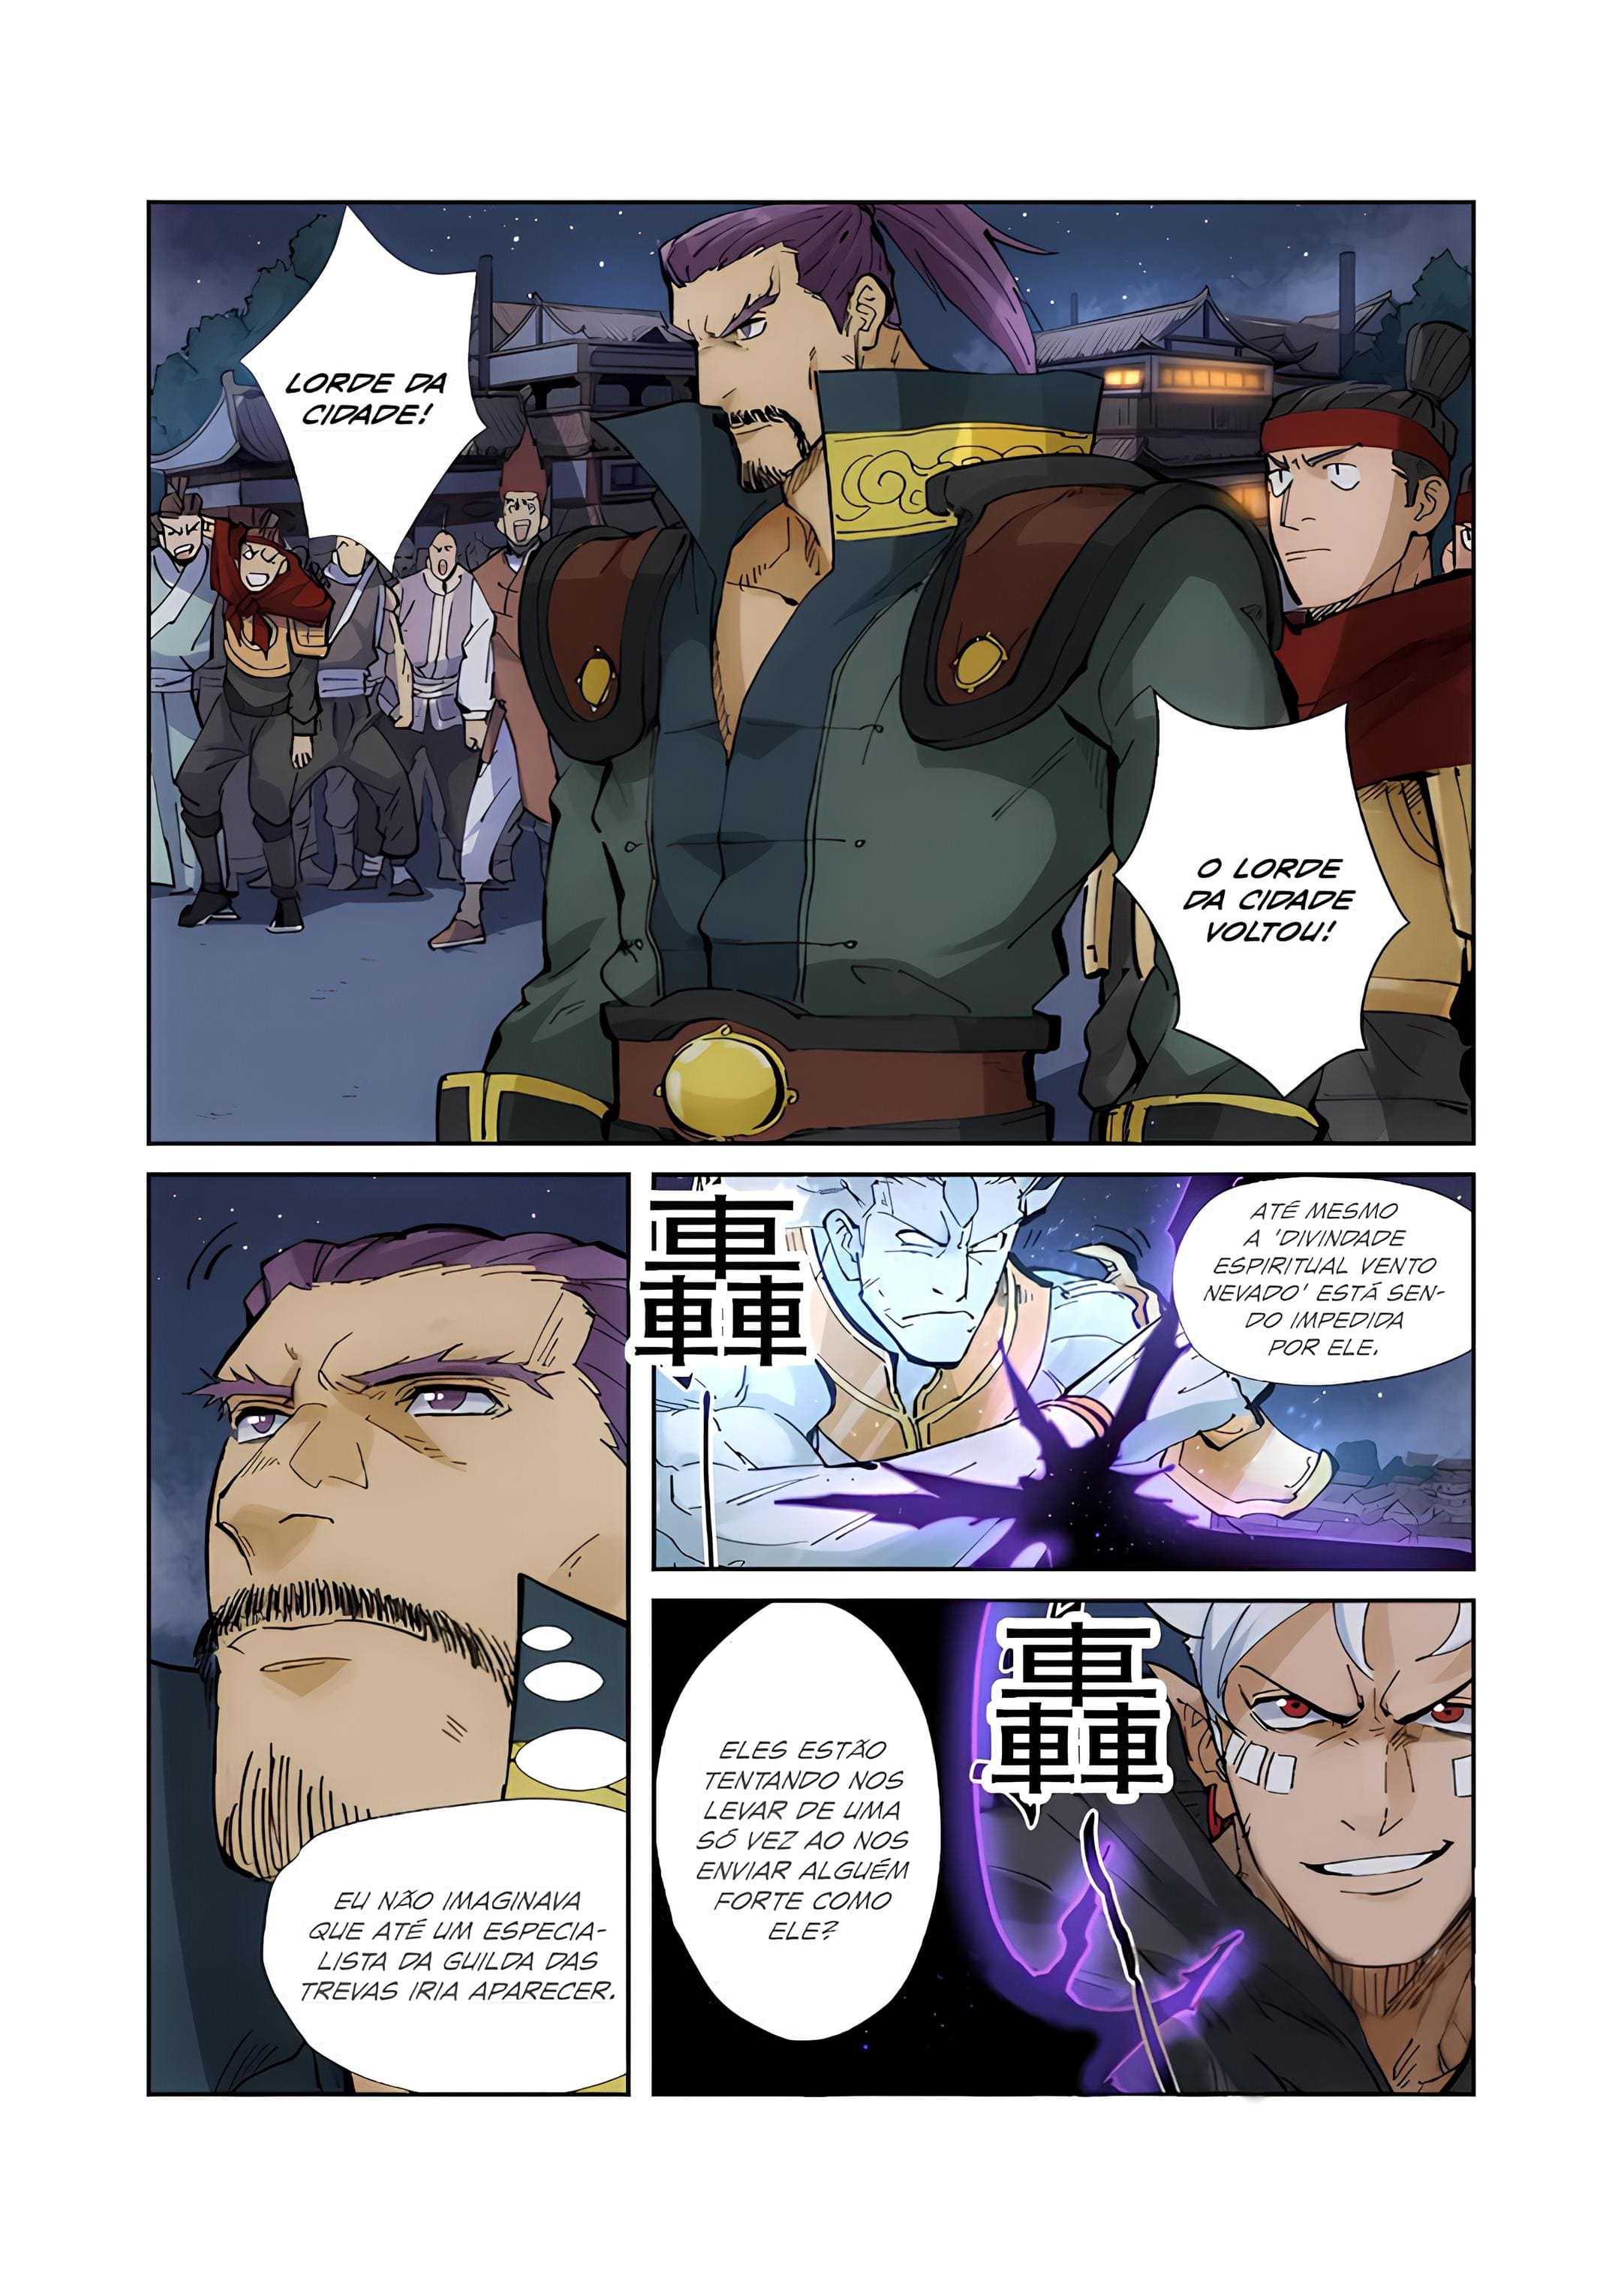 LORDE DA
CIDADE!
O LORDE
DA CIDADE
VOLTOU!
EU NÃO IMAGINAVA
QUE ATÉ UM ESPECIA-
LISTA DA GUILDA DAS
TREVAS IRIA APARECER.
轟
ATÉ MESMO
A 'DIVINDADE
ESPIRITUAL VENTO
NEVADO' ESTÁ SEN-
DO IMPEDIDA
POR ELE.
轟
ELES ESTÃO
TENTANDO NOS
LEVAR DE UMA
SÓ VEZ AO NOS
ENVIAR ALGUÉM
FORTE COMO
ELE?